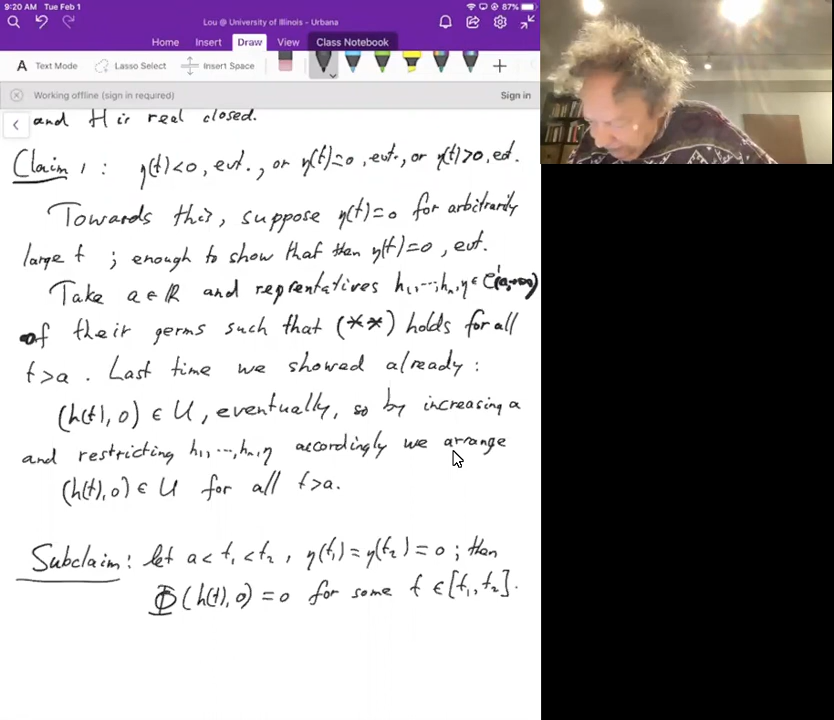 9:20 AM Tue Feb 1
87%
Lou @ University of Illinois - Urbana
Home Insert Draw View Class Notebook
A Text Mode Lasso Select Insert Space
Working offline (sign in required) Sign in
and H is real closed.
Claim 1: η(t)<0, evt., or η(t)=0, evt., or η(t)>0, evt.
Towards this, suppose η(t)=0 for arbitrarily
large t ; enough to show that then η(t)=0, evt.
Take a ∈ ℝ and reprentatives h₁,...,hₙ,η ∈ C¹(a,+∞)
of their germs such that (**) holds for all
t>a. Last time we showed already :
(h(t),0) ∈ U, eventually, so by increasing a
and restricting h₁,...,hₙ,η accordingly we arrange
(h(t),0) ∈ U for all t>a.
Subclaim: let a<t₁<t₂, η(t₁)=η(t₂)=0; then
Φ(h(t),0)=0 for some t ∈ [t₁,t₂].